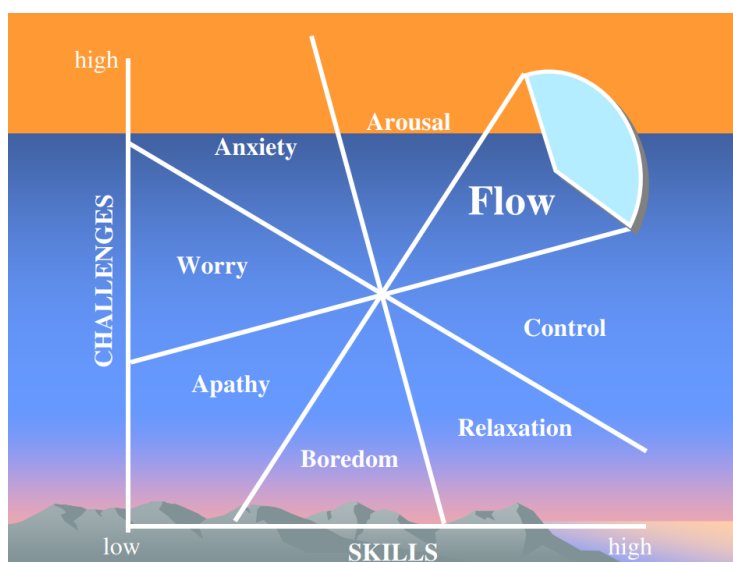 high
Arousal
Anxiety
Flow
CHALLENGES
Worry
Control
Apathy
Relaxation
Boredom
low
SKILLS
high